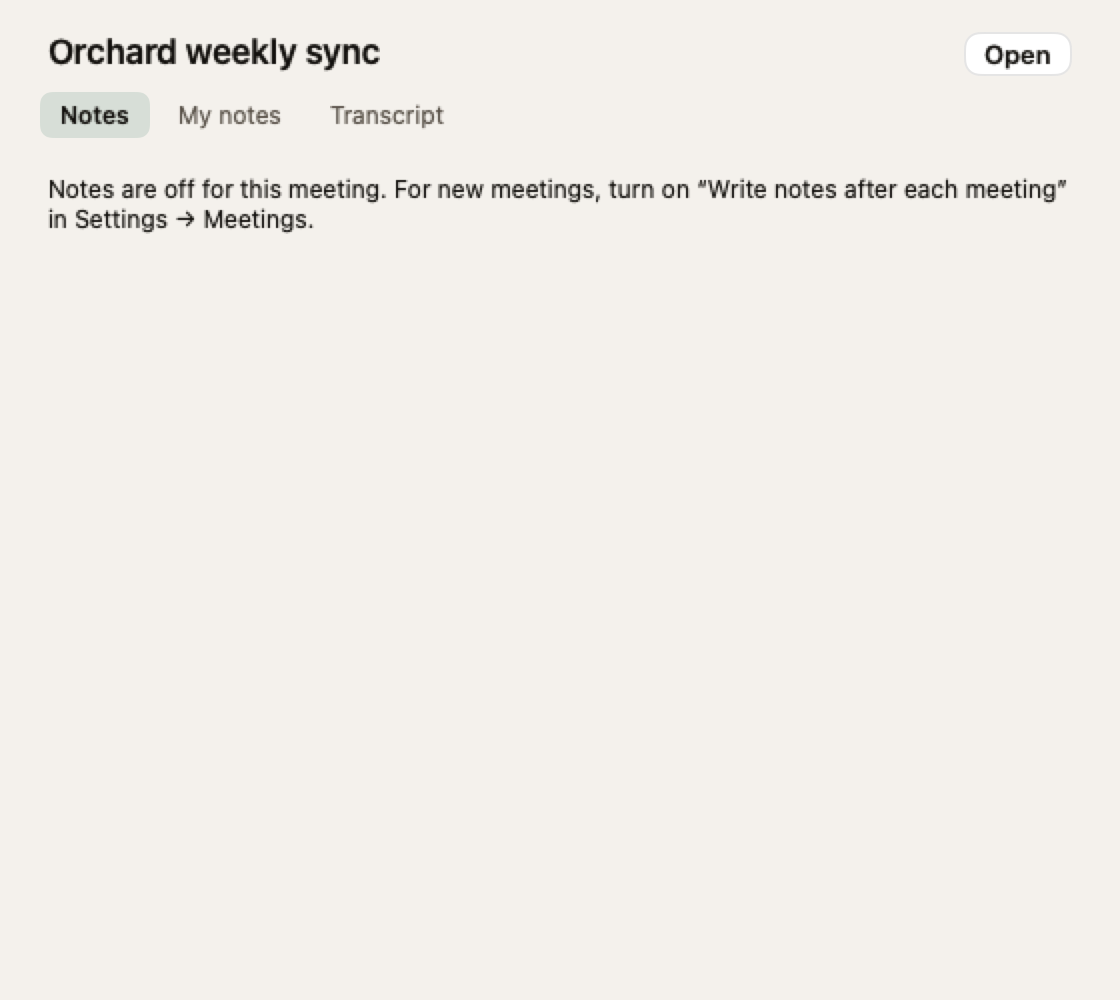 Orchard weekly sync
Open
Notes
My notes
Transcript
Notes are off for this meeting. For new meetings, turn on “Write notes after each meeting”
in Settings → Meetings.